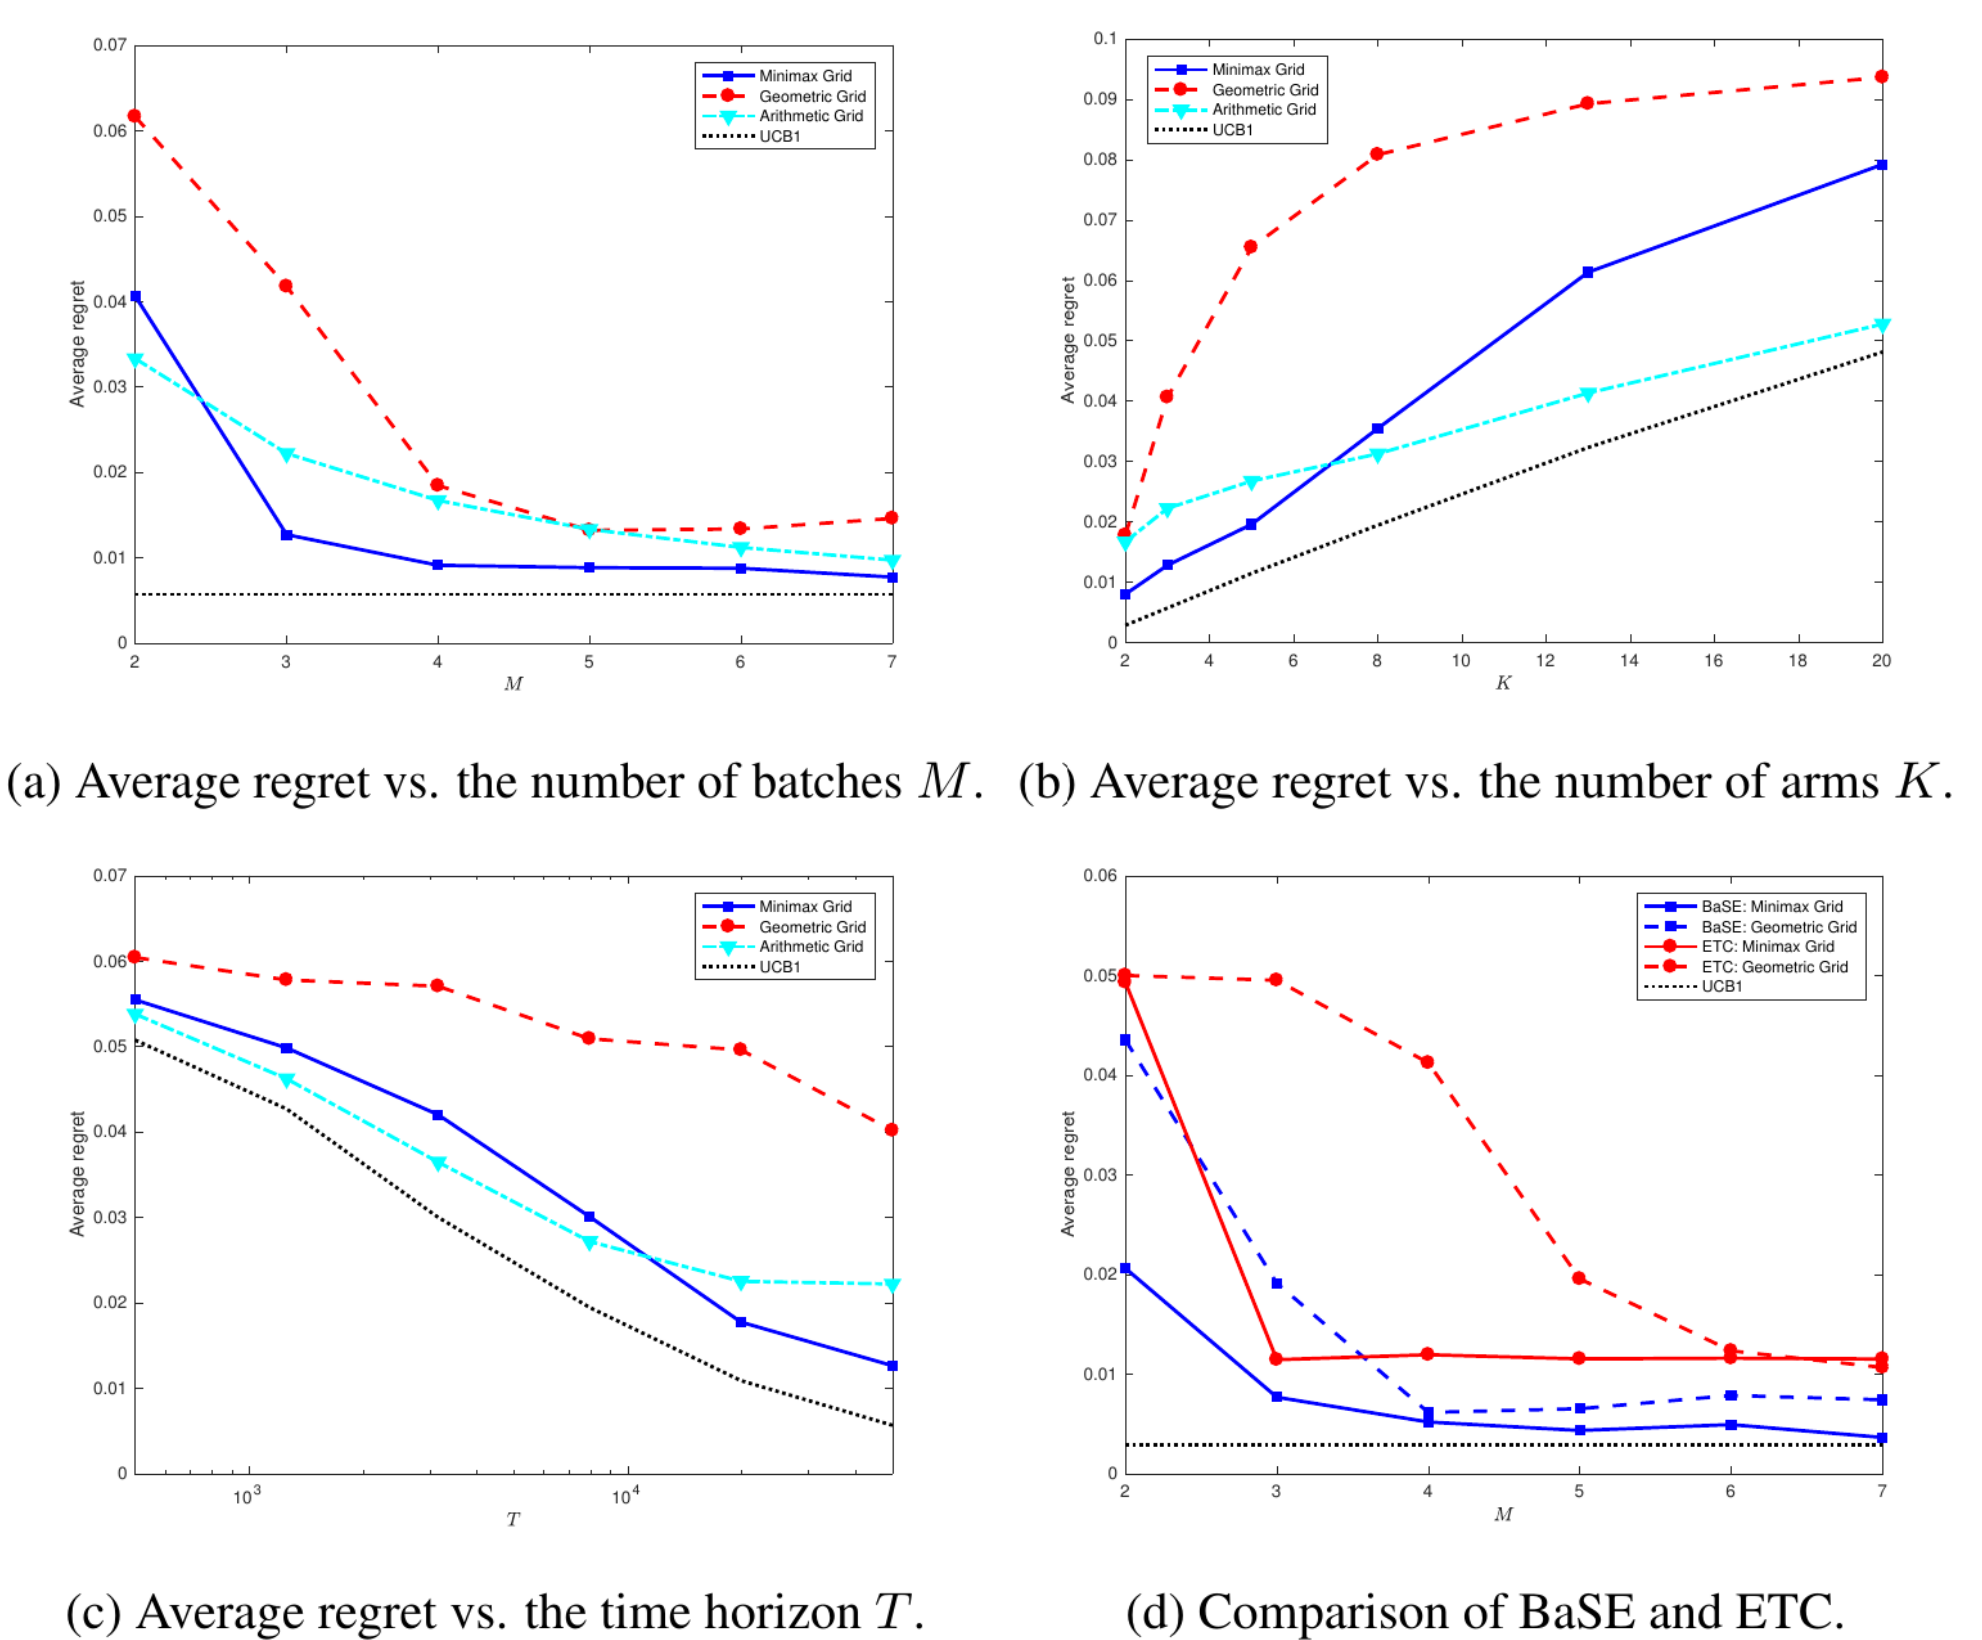 0.07
0.06
0.05
0.04
0.03
0.02
0.01
0
Average regret
2 3 4 5 6 7
M
Minimax Grid
Geometric Grid
Arithmetic Grid
UCB1
(a) Average regret vs. the number of batches M.
0.1
0.09
0.08
0.07
0.06
0.05
0.04
0.03
0.02
0.01
0
Average regret
2 4 6 8 10 12 14 16 18 20
K
Minimax Grid
Geometric Grid
Arithmetic Grid
UCB1
(b) Average regret vs. the number of arms K.
0.07
0.06
0.05
0.04
0.03
0.02
0.01
0
Average regret
10³ 10⁴
T
Minimax Grid
Geometric Grid
Arithmetic Grid
UCB1
(c) Average regret vs. the time horizon T.
0.06
0.05
0.04
0.03
0.02
0.01
0
Average regret
2 3 4 5 6 7
M
BaSE: Minimax Grid
BaSE: Geometric Grid
ETC: Minimax Grid
ETC: Geometric Grid
UCB1
(d) Comparison of BaSE and ETC.